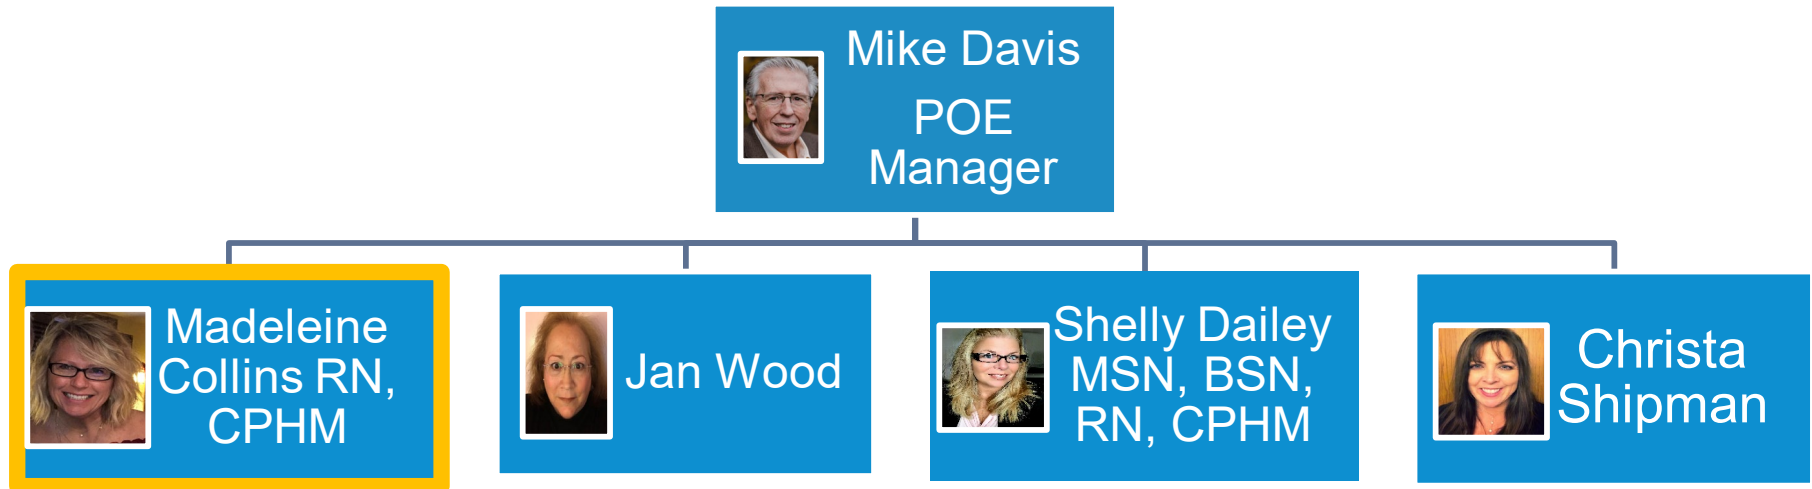 Mike Davis
POE
Manager
Madeleine
Collins RN,
CPHM
Jan Wood
Shelly Dailey
MSN, BSN,
RN, CPHM
Christa
Shipman